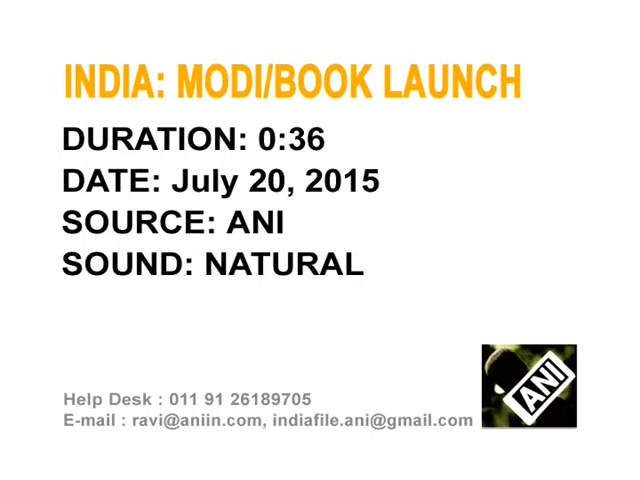 INDIA: MODI/BOOK LAUNCH
DURATION: 0:36
DATE: July 20, 2015
SOURCE: ANI
SOUND: NATURAL
ANI
Help Desk : 011 91 26189705
E-mail : ravi@aniin.com, indiafile.ani@gmail.com